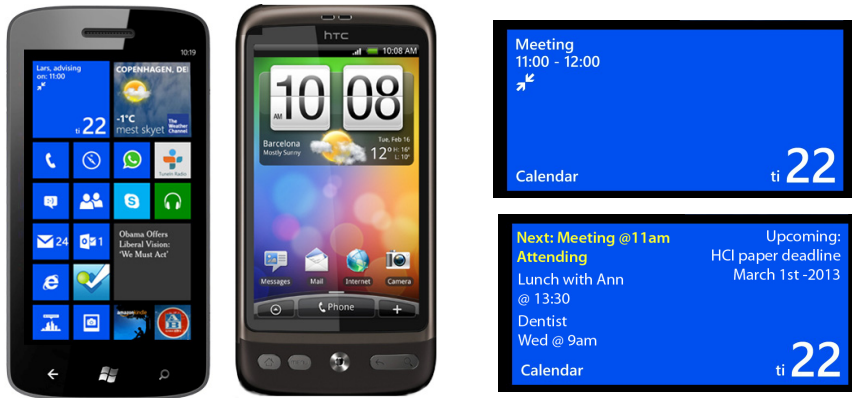 10:19
Lars, advising
on: 11:00
ti 22
COPENHAGEN, DE
-1°C
mest skyet
The
Weather
Channel
TuneIn Radio
24
1
Obama Offers
Liberal Vision:
'We Must Act'
amazonkindle
hTC
10:08 AM
10 08
AM
Barcelona
Mostly Sunny
Tue, Feb 16
12° H: 16°
L: 10°
Messages
Mail
Internet
Camera
Phone
Meeting
11:00 - 12:00
Calendar
ti 22
Next: Meeting @11am
Attending
Lunch with Ann
@ 13:30
Dentist
Wed @ 9am
Calendar
Upcoming:
HCI paper deadline
March 1st -2013
ti 22